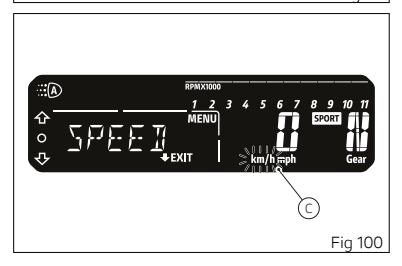 A
RPMX1000
1 2 3 4 5 6 7 8 9 10 11
MENU
SPORT
SPEED
0
N
EXIT
km/h mph
Gear
C
Fig 100